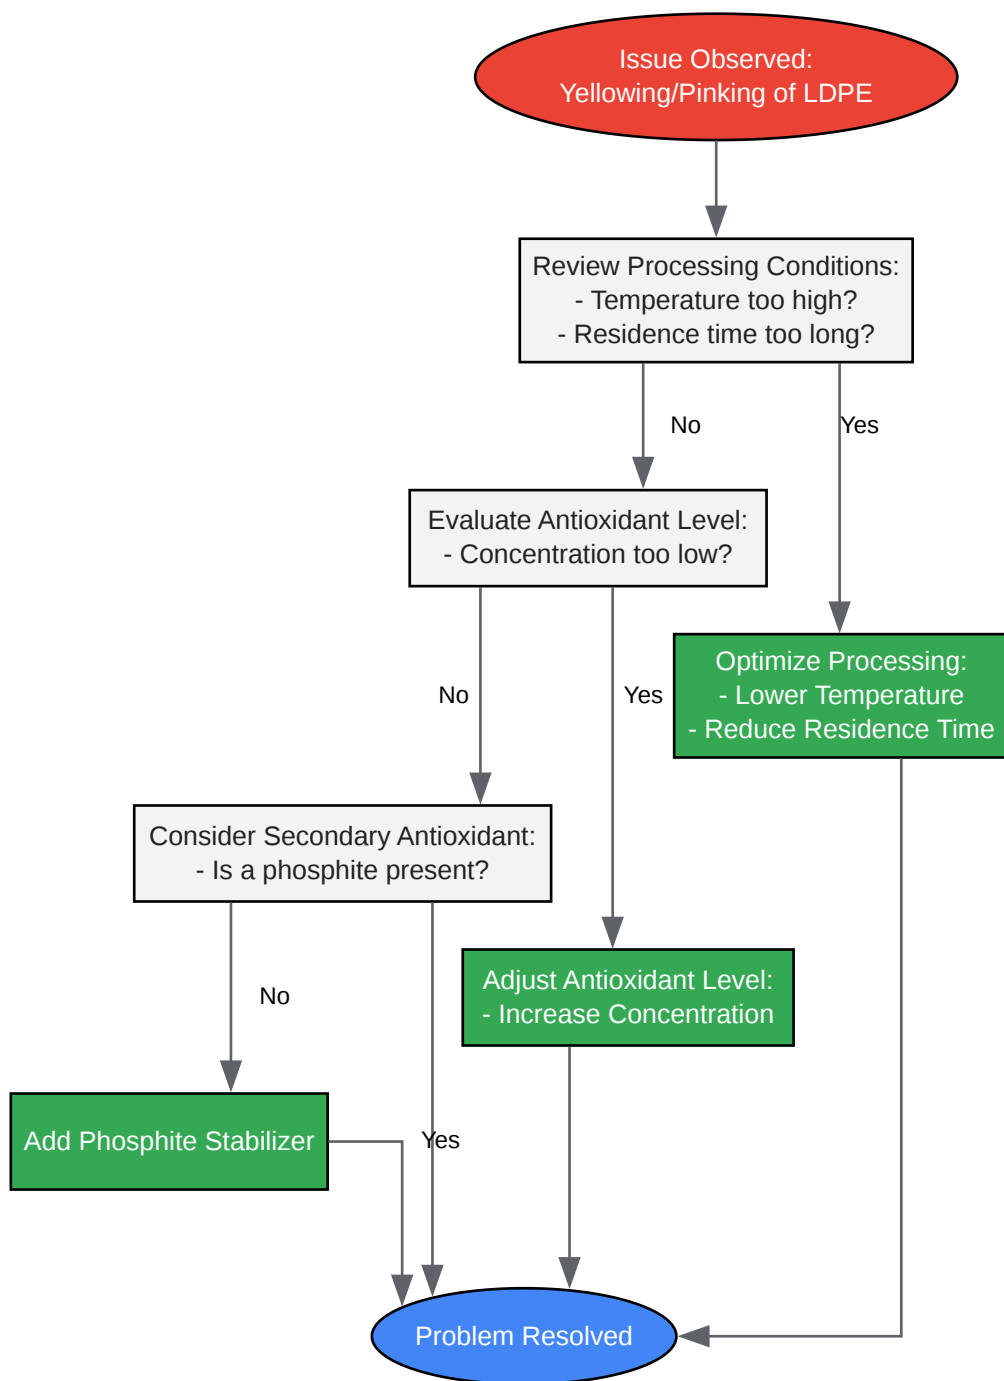 Issue Observed:
Yellowing/Pinking of LDPE
Review Processing Conditions:
- Temperature too high?
- Residence time too long?
No
Yes
Evaluate Antioxidant Level:
- Concentration too low?
Optimize Processing:
- Lower Temperature
- Reduce Residence Time
No
Yes
Consider Secondary Antioxidant:
- Is a phosphite present?
Adjust Antioxidant Level:
- Increase Concentration
No
Add Phosphite Stabilizer
Yes
Problem Resolved